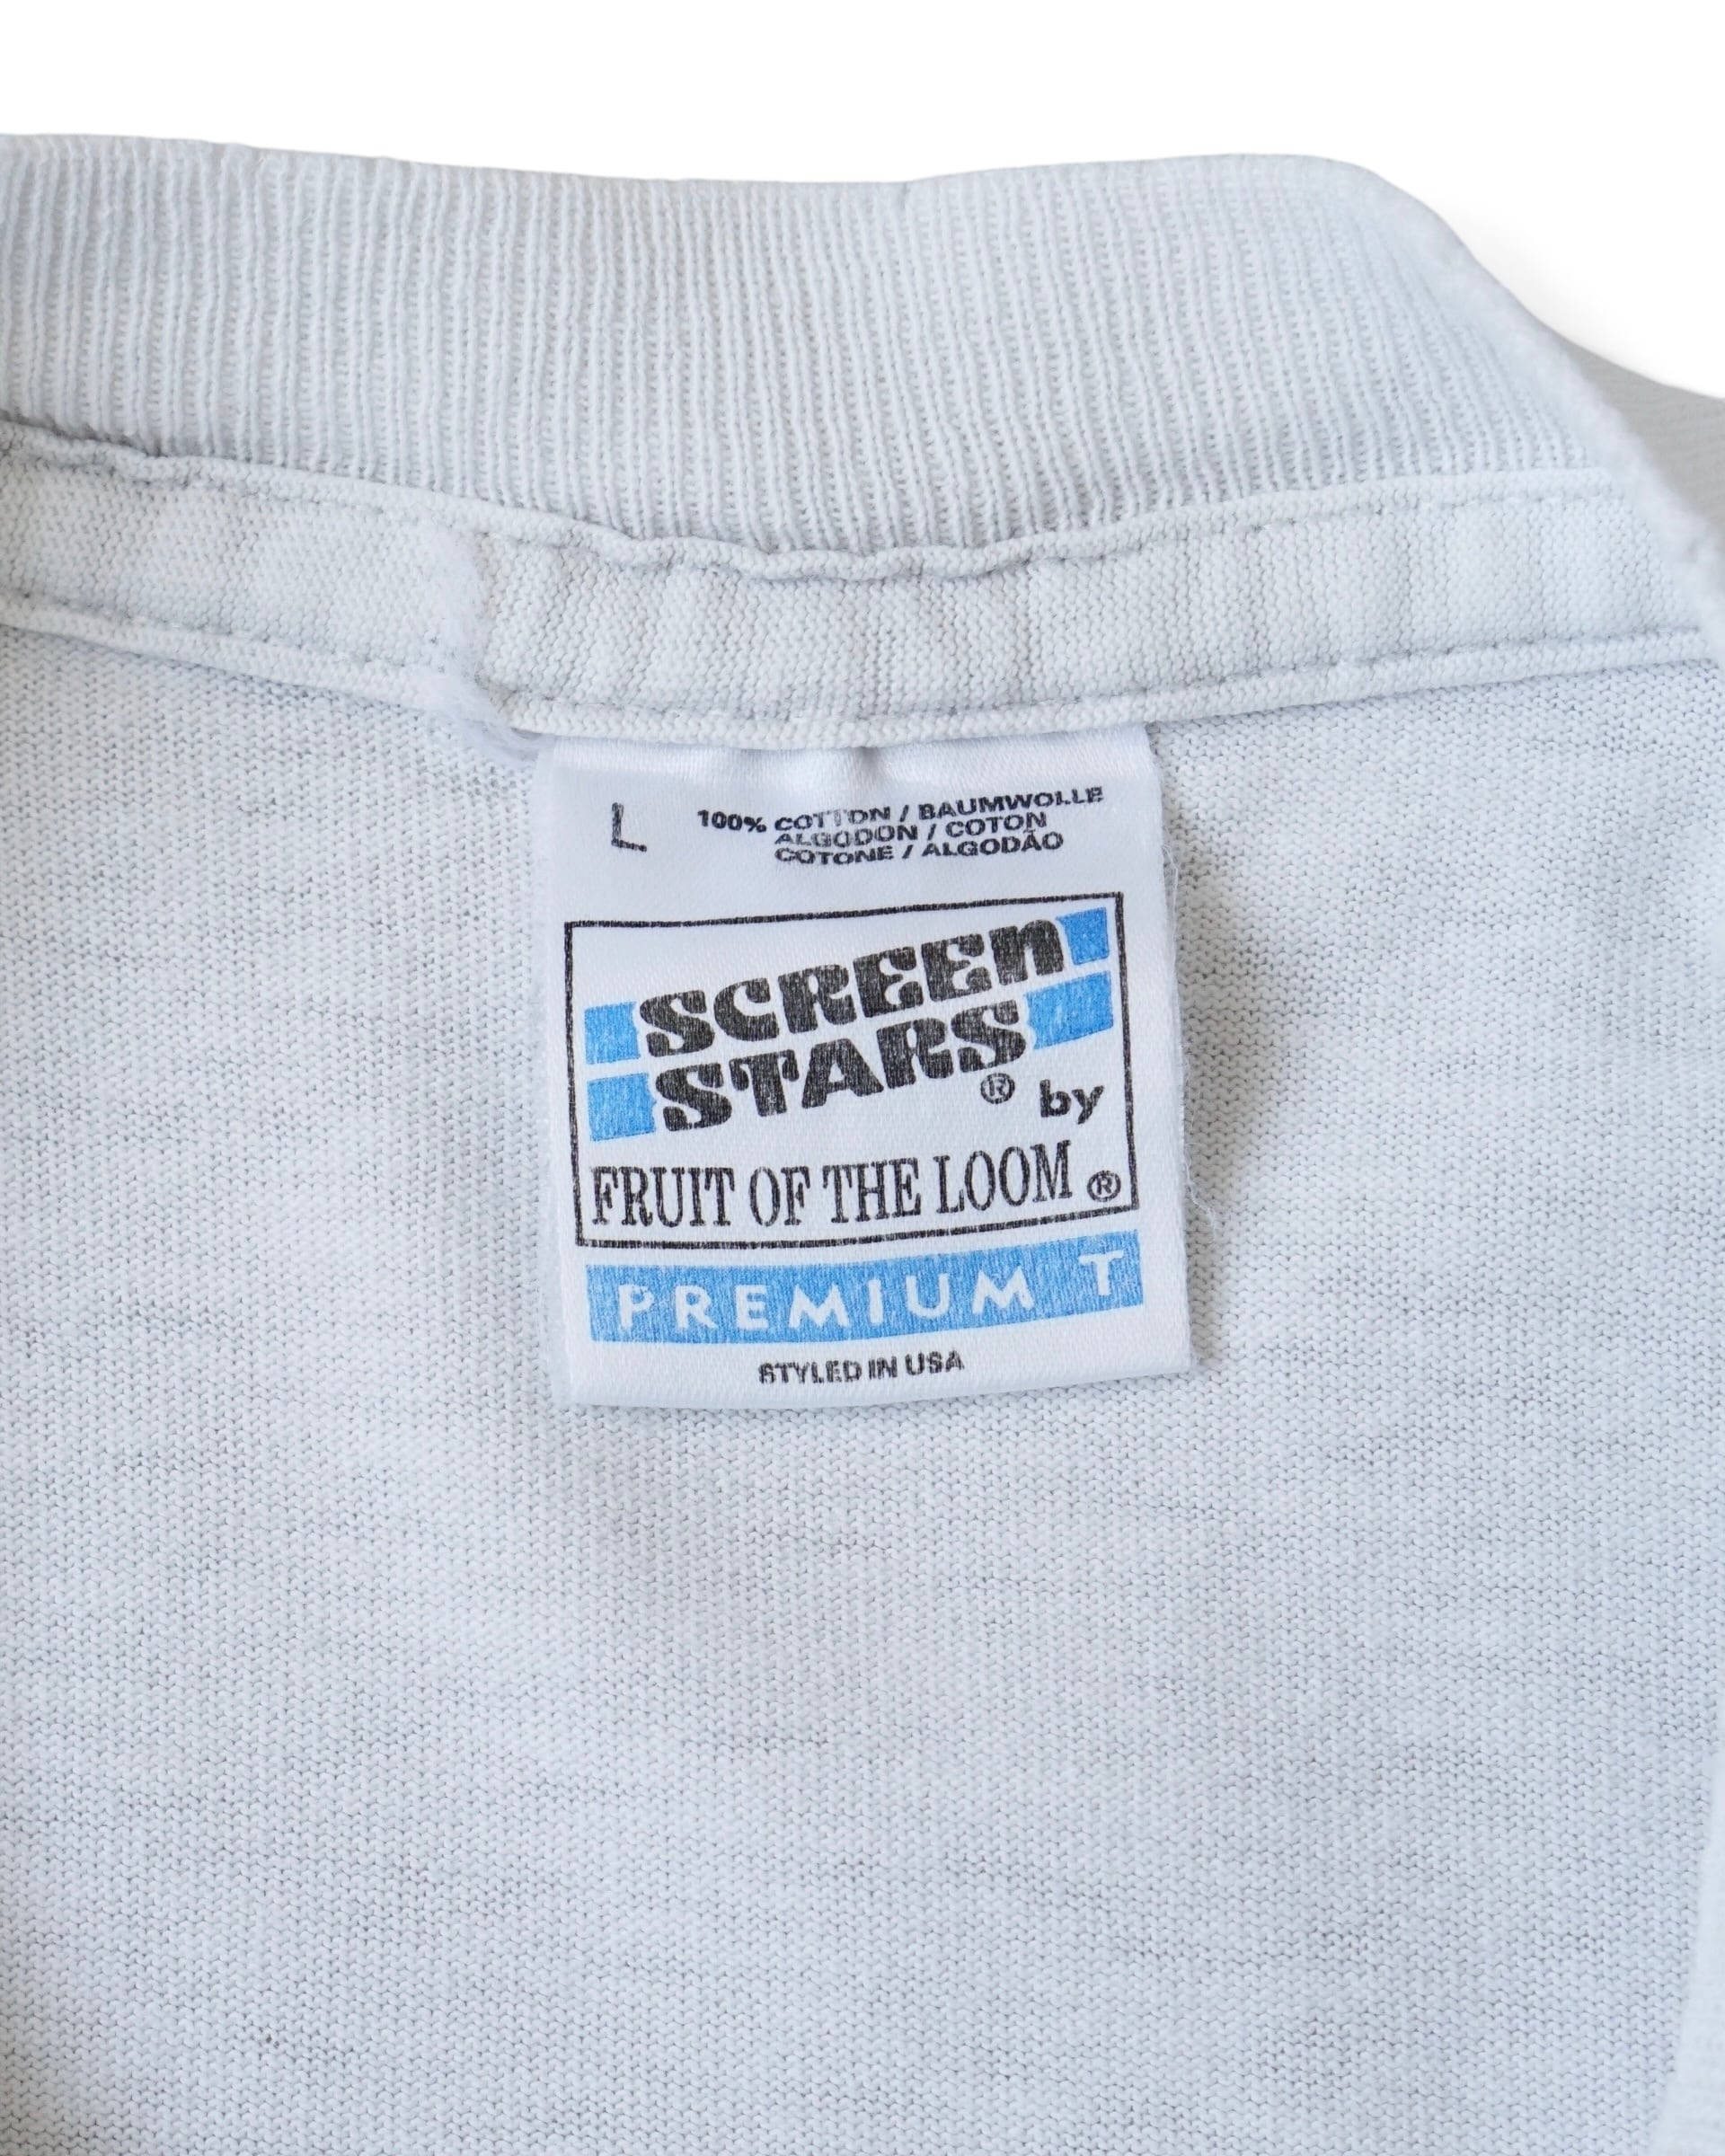 L
100% COTTON / BAUMWOLLE
ALGODON / COTON
COTONE / ALGODÃO
SCREEN
STARS® by
FRUIT OF THE LOOM®
PREMIUM T
STYLED IN USA